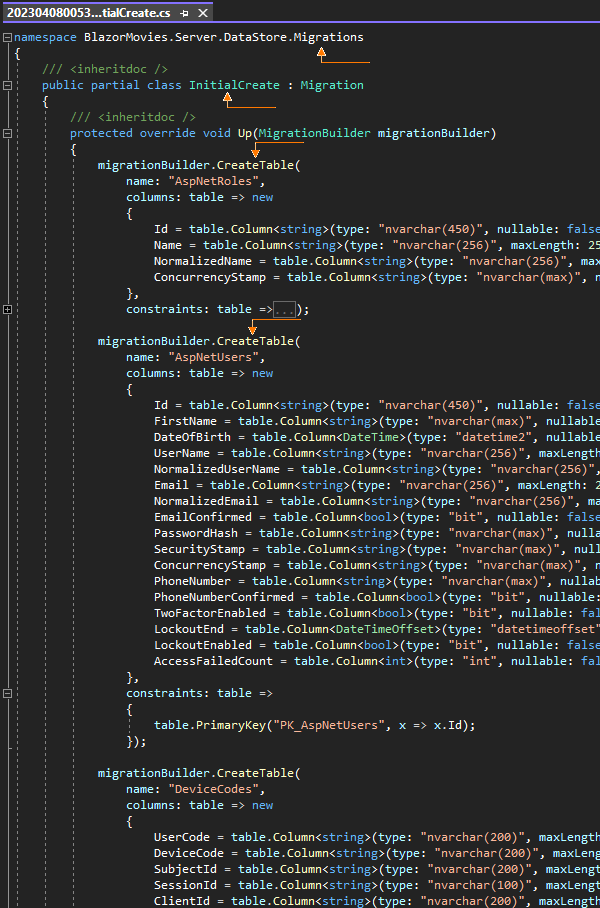 202304080053...tialCreate.cs
namespace BlazorMovies.Server.DataStore.Migrations
{
/// <inheritdoc />
public partial class InitialCreate : Migration
{
/// <inheritdoc />
protected override void Up(MigrationBuilder migrationBuilder)
{
migrationBuilder.CreateTable(
name: "AspNetRoles",
columns: table => new
{
Id = table.Column<string>(type: "nvarchar(450)", nullable: false
Name = table.Column<string>(type: "nvarchar(256)", maxLength: 25
NormalizedName = table.Column<string>(type: "nvarchar(256)", max
ConcurrencyStamp = table.Column<string>(type: "nvarchar(max)", n
},
constraints: table =>...);
migrationBuilder.CreateTable(
name: "AspNetUsers",
columns: table => new
{
Id = table.Column<string>(type: "nvarchar(450)", nullable: false
FirstName = table.Column<string>(type: "nvarchar(max)", nullable
DateOfBirth = table.Column<DateTime>(type: "datetime2", nullable
UserName = table.Column<string>(type: "nvarchar(256)", maxLength
NormalizedUserName = table.Column<string>(type: "nvarchar(256)",
Email = table.Column<string>(type: "nvarchar(256)", maxLength: 2
NormalizedEmail = table.Column<string>(type: "nvarchar(256)", ma
EmailConfirmed = table.Column<bool>(type: "bit", nullable: false
PasswordHash = table.Column<string>(type: "nvarchar(max)", nulla
SecurityStamp = table.Column<string>(type: "nvarchar(max)", null
ConcurrencyStamp = table.Column<string>(type: "nvarchar(max)", n
PhoneNumber = table.Column<string>(type: "nvarchar(max)", nullab
PhoneNumberConfirmed = table.Column<bool>(type: "bit", nullable:
TwoFactorEnabled = table.Column<bool>(type: "bit", nullable: fal
LockoutEnd = table.Column<DateTimeOffset>(type: "datetimeoffset"
LockoutEnabled = table.Column<bool>(type: "bit", nullable: false
AccessFailedCount = table.Column<int>(type: "int", nullable: fal
},
constraints: table =>
{
table.PrimaryKey("PK_AspNetUsers", x => x.Id);
});
migrationBuilder.CreateTable(
name: "DeviceCodes",
columns: table => new
{
UserCode = table.Column<string>(type: "nvarchar(200)", maxLength
DeviceCode = table.Column<string>(type: "nvarchar(200)", maxLeng
SubjectId = table.Column<string>(type: "nvarchar(200)", maxLengt
SessionId = table.Column<string>(type: "nvarchar(100)", maxLengt
ClientId = table.Column<string>(type: "nvarchar(200)", maxLength